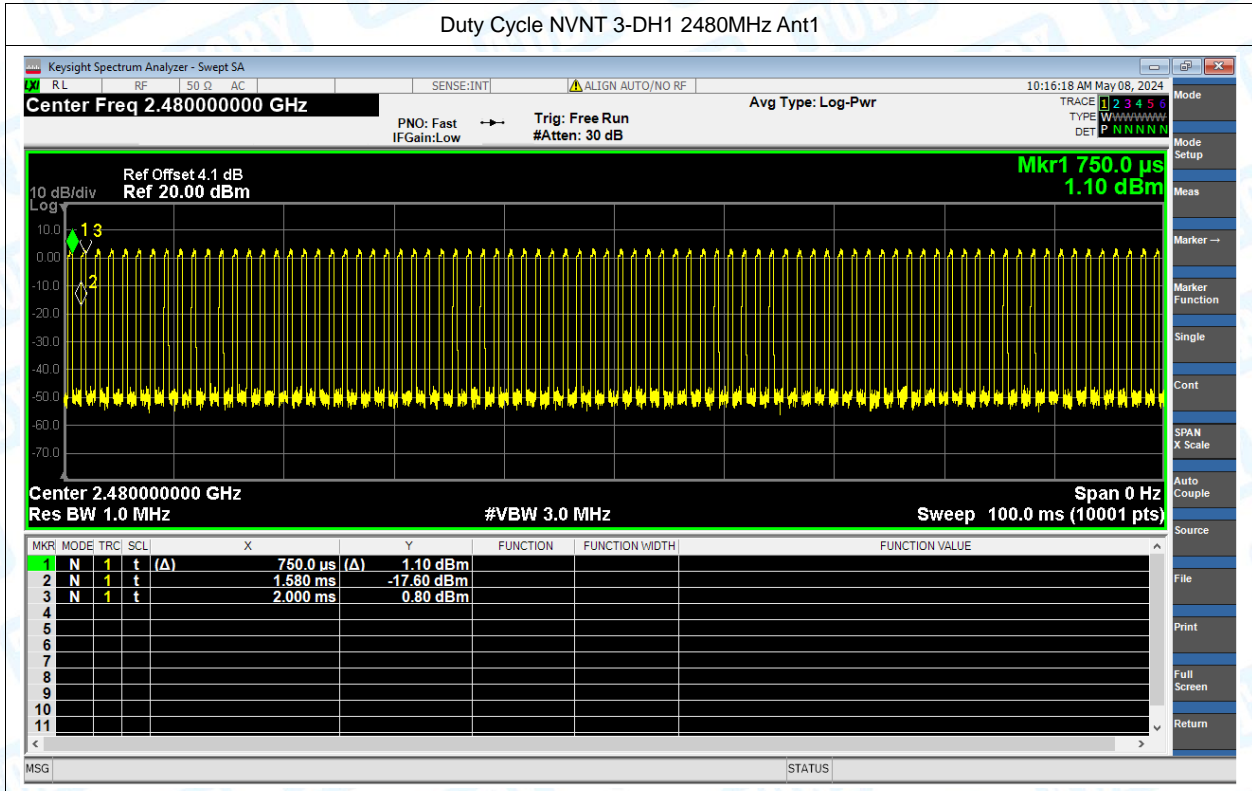 Duty Cycle NVNT 3-DH1 2480MHz Ant1
Keysight Spectrum Analyzer - Swept SA
LXI RL RF 50 Ω AC SENSE:INT ALIGN AUTO/NO RF 10:16:18 AM May 08, 2024
Center Freq 2.480000000 GHz Avg Type: Log-Pwr TRACE 1 2 3 4 5 6
PNO: Fast Trig: Free Run TYPE WWWWWW
IFGain:Low #Atten: 30 dB DET P N N N N N
Mkr1 750.0 µs
1.10 dBm
Ref Offset 4.1 dB
10 dB/div Ref 20.00 dBm
Log
10.0
0.00
-10.0
-20.0
-30.0
-40.0
-50.0
-60.0
-70.0
1 3
2
Center 2.480000000 GHz Span 0 Hz
Res BW 1.0 MHz #VBW 3.0 MHz Sweep 100.0 ms (10001 pts)
MKR MODE TRC SCL X Y FUNCTION FUNCTION WIDTH FUNCTION VALUE
1 N 1 t (Δ) 750.0 µs (Δ) 1.10 dBm
2 N 1 t 1.580 ms -17.60 dBm
3 N 1 t 2.000 ms 0.80 dBm
4
5
6
7
8
9
10
11
MSG STATUS
Mode
Mode Setup
Meas
Marker →
Marker Function
Single
Cont
SPAN X Scale
Auto Couple
Source
File
Print
Full Screen
Return